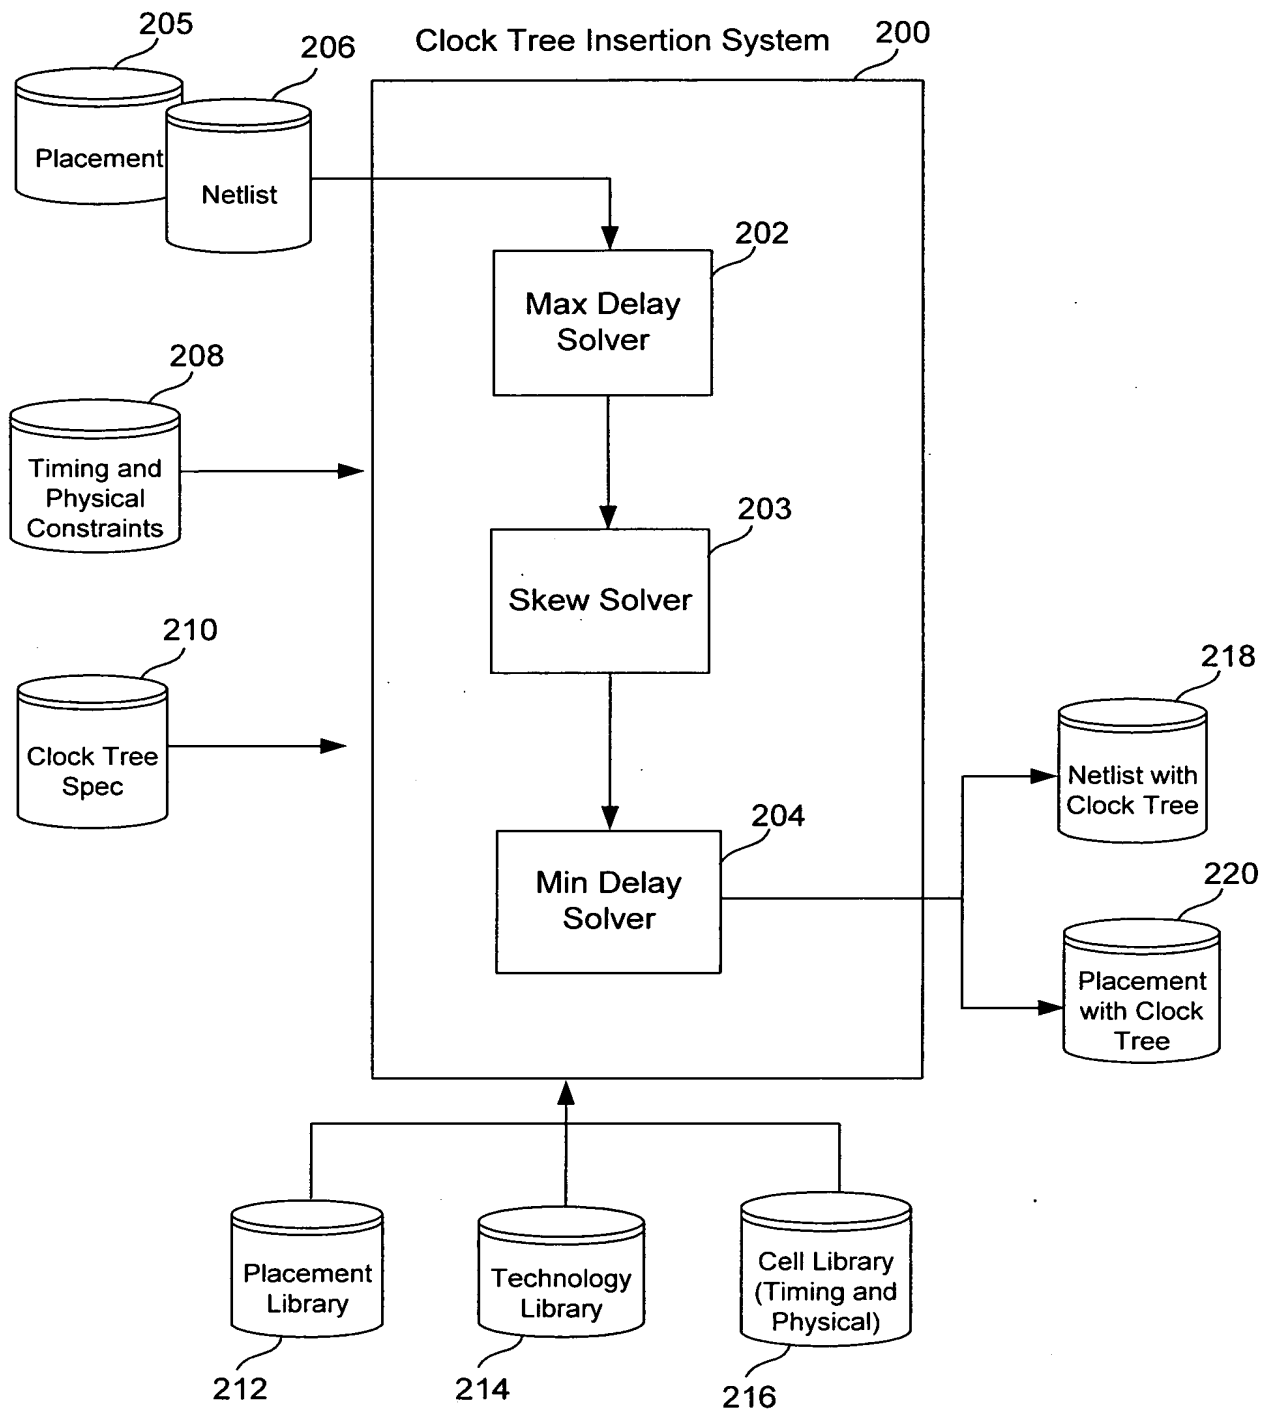 205
206
Clock Tree Insertion System
200
Placement
Netlist
202
Max Delay
Solver
208
Timing and
Physical
Constraints
203
Skew Solver
210
Clock Tree
Spec
218
Netlist with
Clock Tree
204
Min Delay
Solver
220
Placement
with Clock
Tree
Placement
Library
Technology
Library
Cell Library
(Timing and
Physical)
212
214
216